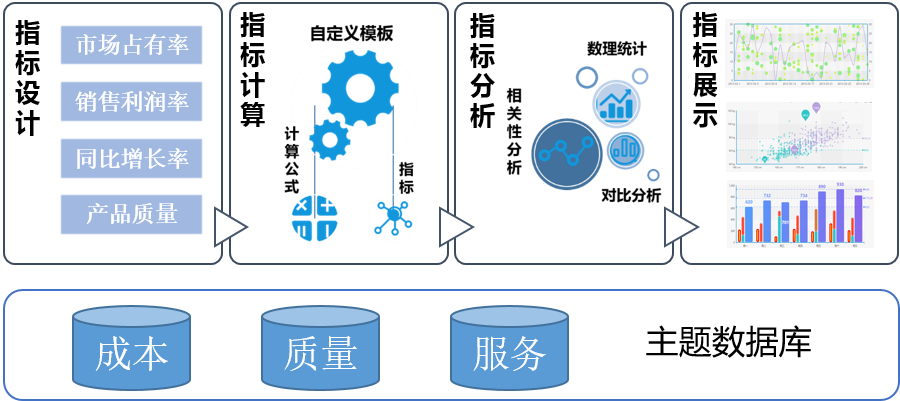 指标设计
市场占有率
销售利润率
同比增长率
产品质量
指标计算
自定义模板
计算公式
指标
指标分析
数理统计
相关性分析
对比分析
指标展示
成本
质量
服务
主题数据库